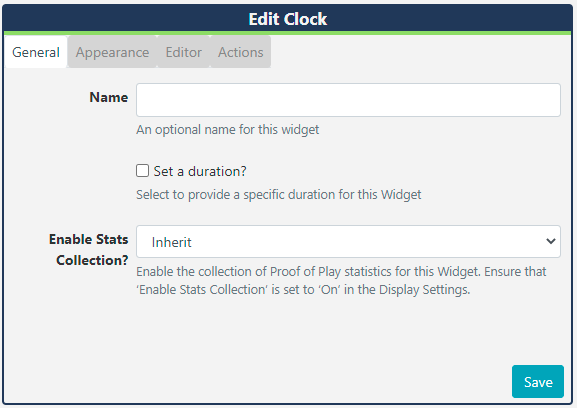 Edit Clock
General Appearance Editor Actions
Name
An optional name for this widget
Set a duration?
Select to provide a specific duration for this Widget
Enable Stats Collection?
Inherit
Enable the collection of Proof of Play statistics for this Widget. Ensure that
‘Enable Stats Collection’ is set to ‘On’ in the Display Settings.
Save